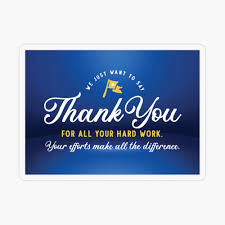 WE JUST WANT TO SAY
Thank You
FOR ALL YOUR HARD WORK.
Your efforts make all the difference.